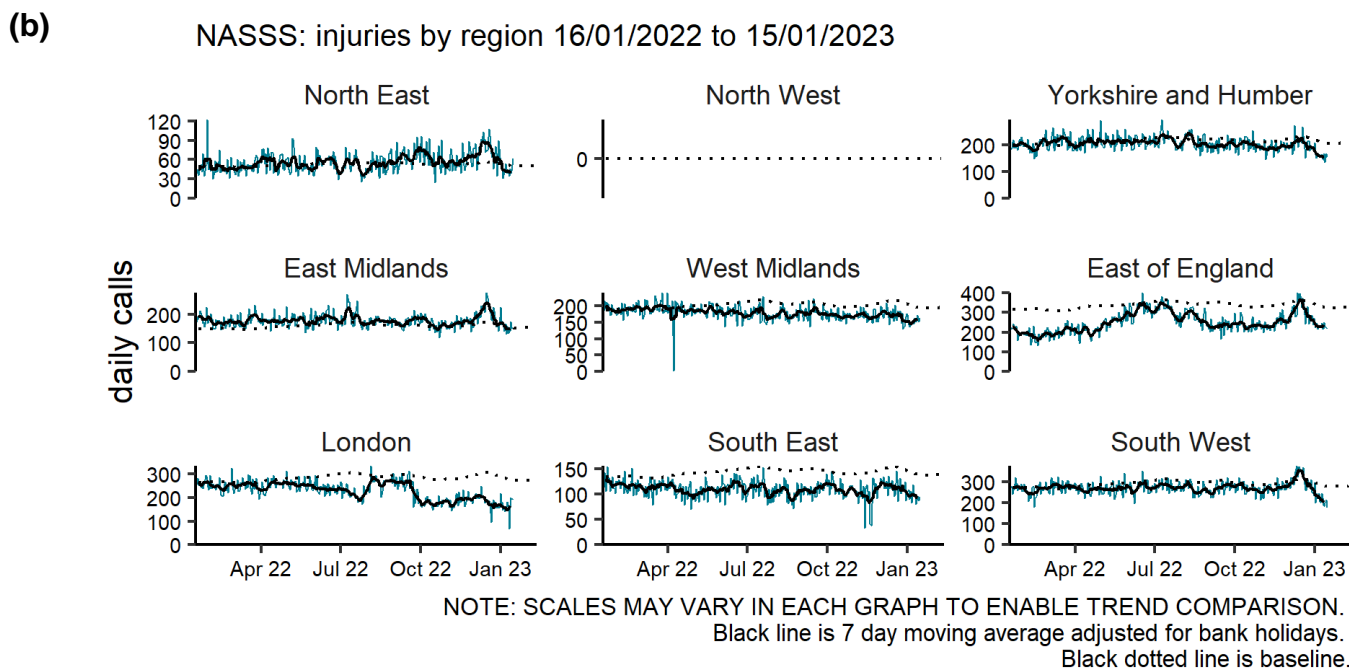 (b)
NASSS: injuries by region 16/01/2022 to 15/01/2023
North East
North West
Yorkshire and Humber
120
90
60
30
0
0
200
100
0
East Midlands
West Midlands
East of England
200
100
0
200
150
100
50
0
400
300
200
100
0
daily calls
London
South East
South West
300
200
100
0
150
100
50
0
300
200
100
0
Apr 22 Jul 22 Oct 22 Jan 23
Apr 22 Jul 22 Oct 22 Jan 23
Apr 22 Jul 22 Oct 22 Jan 23
NOTE: SCALES MAY VARY IN EACH GRAPH TO ENABLE TREND COMPARISON.
Black line is 7 day moving average adjusted for bank holidays.
Black dotted line is baseline.